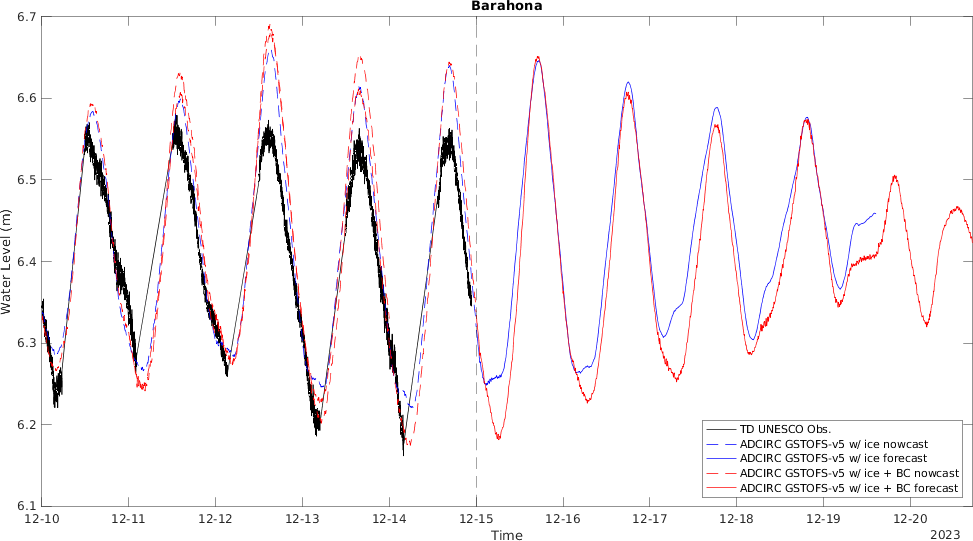 Barahona
6.7
6.6
6.5
6.4
6.3
6.2
6.1
Water Level (m)
TD UNESCO Obs.
ADCIRC GSTOFS-v5 w/ ice nowcast
ADCIRC GSTOFS-v5 w/ ice forecast
ADCIRC GSTOFS-v5 w/ ice + BC nowcast
ADCIRC GSTOFS-v5 w/ ice + BC forecast
12-10 12-11 12-12 12-13 12-14 12-15 12-16 12-17 12-18 12-19 12-20
Time
2023